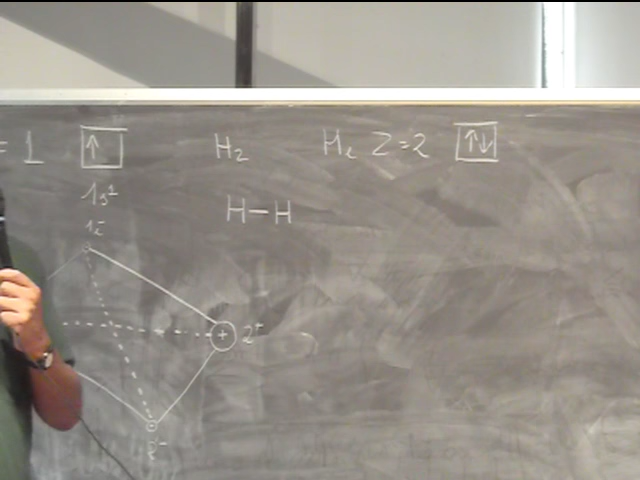 = 1 ↑ H₂ He Z=2 ↑↓
1s¹
H–H
1⁻
+ 2⁺
2⁻